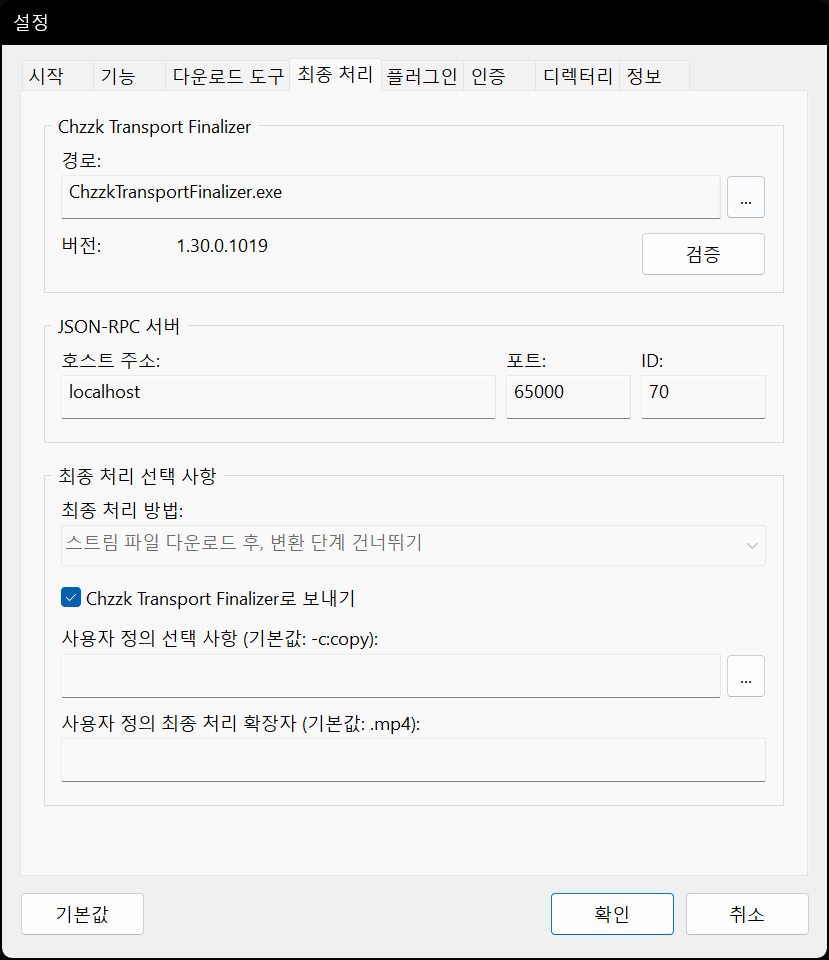 설정
시작 기능 다운로드 도구 최종 처리 플러그인 인증 디렉터리 정보
Chzzk Transport Finalizer
경로:
ChzzkTransportFinalizer.exe ...
버전: 1.30.0.1019 검증
JSON-RPC 서버
호스트 주소: 포트: ID:
localhost 65000 70
최종 처리 선택 사항
최종 처리 방법:
스트림 파일 다운로드 후, 변환 단계 건너뛰기
Chzzk Transport Finalizer로 보내기
사용자 정의 선택 사항 (기본값: -c:copy):
...
사용자 정의 최종 처리 확장자 (기본값: .mp4):
기본값 확인 취소